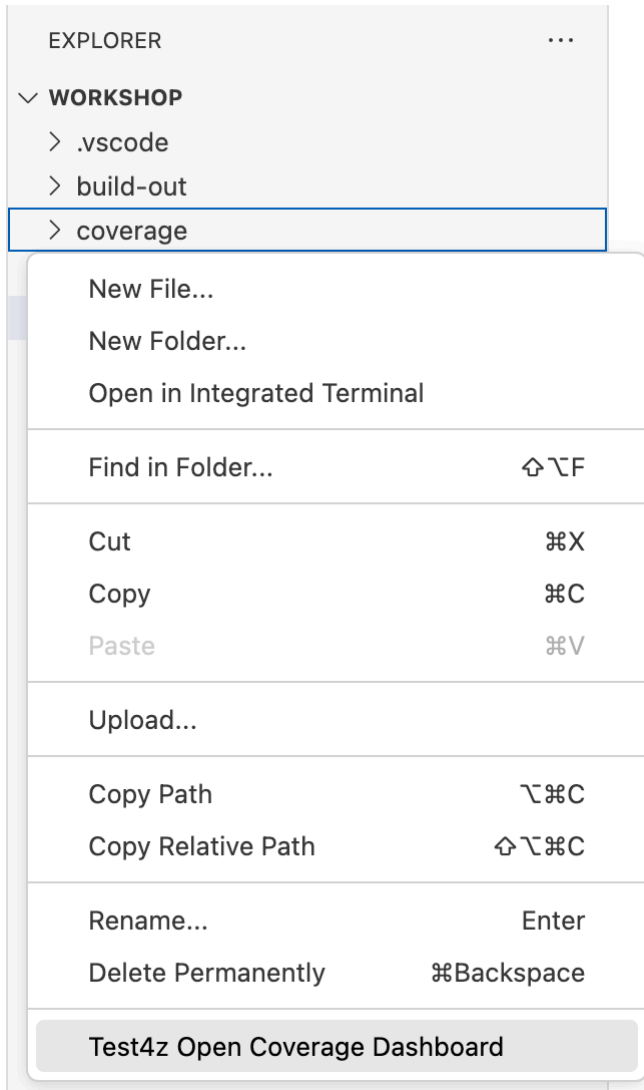 EXPLORER ...
WORKSHOP
.vscode
build-out
coverage
New File...
New Folder...
Open in Integrated Terminal
Find in Folder... ⇧⌥F
Cut ⌘X
Copy ⌘C
Paste ⌘V
Upload...
Copy Path ⌥⌘C
Copy Relative Path ⇧⌥⌘C
Rename... Enter
Delete Permanently ⌘Backspace
Test4z Open Coverage Dashboard